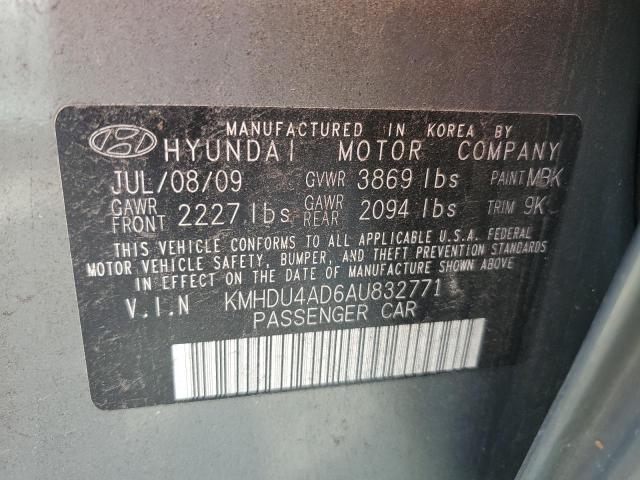 MANUFACTURED IN KOREA BY
HYUNDAI MOTOR COMPANY
JUL/08/09 GVWR 3869 lbs PAINT MBK
GAWR FRONT 2227 lbs GAWR REAR 2094 lbs TRIM 9K
THIS VEHICLE CONFORMS TO ALL APPLICABLE U.S.A. FEDERAL
MOTOR VEHICLE SAFETY, BUMPER, AND THEFT PREVENTION STANDARDS
IN EFFECT ON THE DATE OF MANUFACTURE SHOWN ABOVE.
V.I.N KMHDU4AD6AU832771
PASSENGER CAR